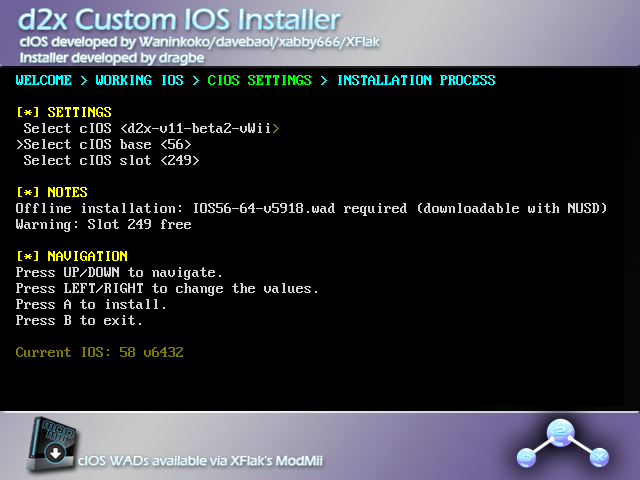 d2x Custom IOS Installer
cIOS developed by Waninkoko/davebaol/xabby666/XFlak
Installer developed by dragbe
WELCOME > WORKING IOS > CIOS SETTINGS > INSTALLATION PROCESS
[*] SETTINGS
Select cIOS <d2x-v11-beta2-vWii>
>Select cIOS base <56>
Select cIOS slot <249>
[*] NOTES
Offline installation: IOS56-64-v5918.wad required (downloadable with NUSD)
Warning: Slot 249 free
[*] NAVIGATION
Press UP/DOWN to navigate.
Press LEFT/RIGHT to change the values.
Press A to install.
Press B to exit.
Current IOS: 58 v6432
cIOS WADs available via XFlak's ModMii
2
D X